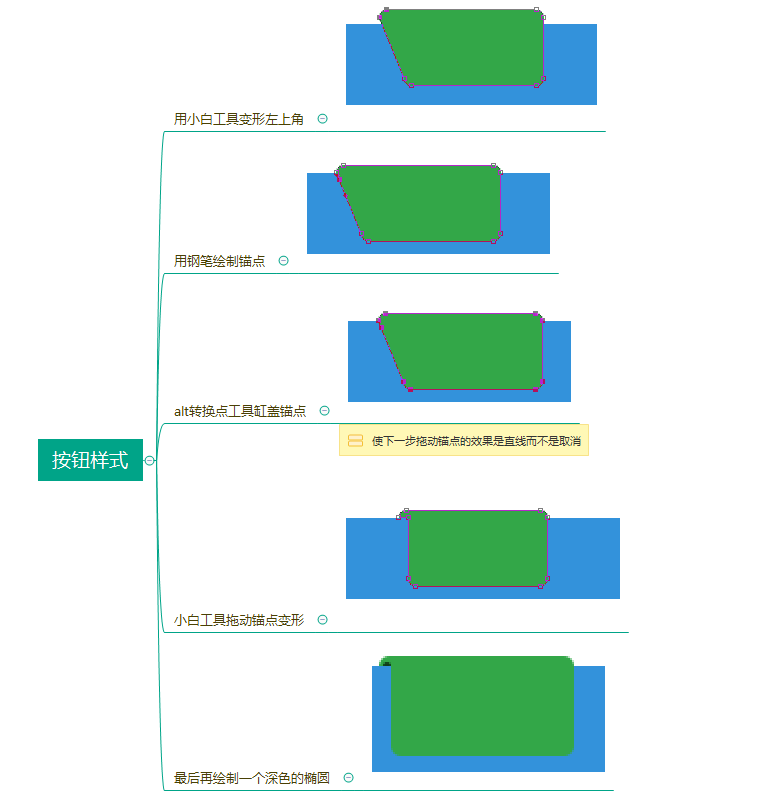 用小白工具变形左上角
用钢笔绘制锚点
alt转换点工具缸盖锚点
使下一步拖动锚点的效果是直线而不是取消
按钮样式
小白工具拖动锚点变形
最后再绘制一个深色的椭圆